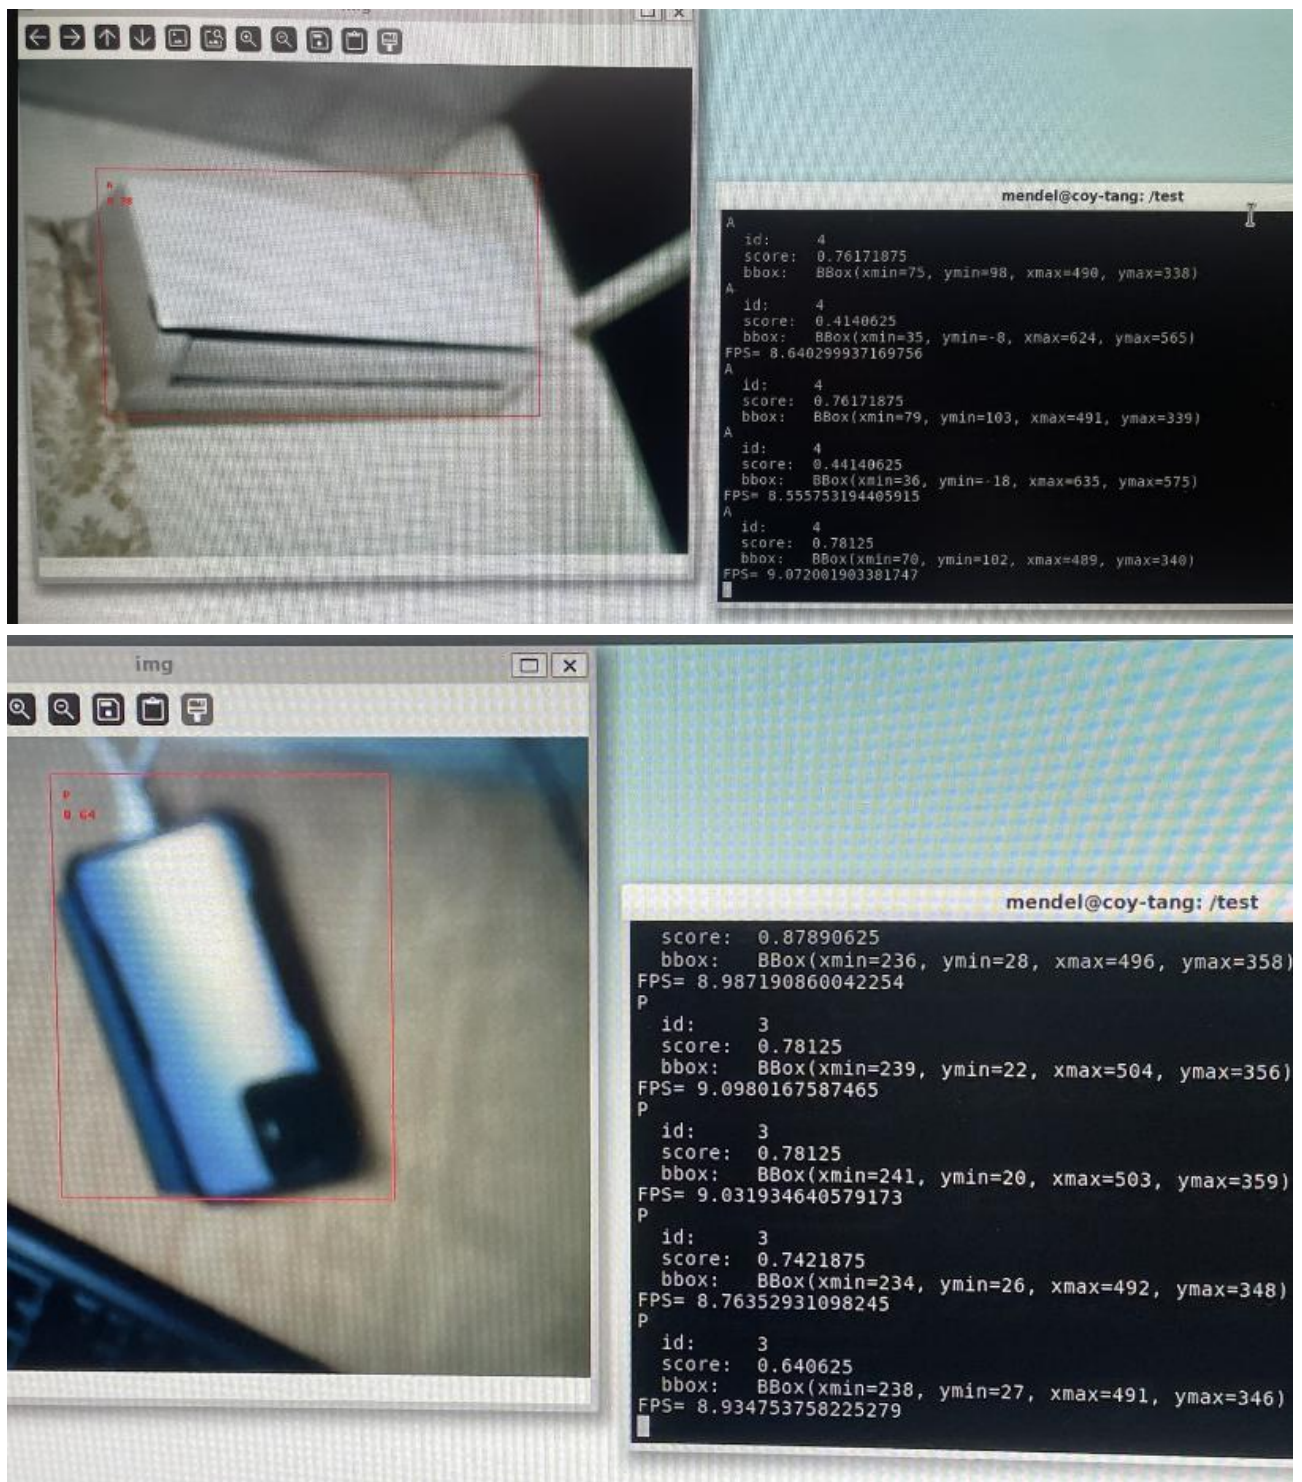 img
mendel@coy-tang: /test
A
0.78
A
id: 4
score: 0.76171875
bbox: BBox(xmin=75, ymin=98, xmax=490, ymax=338)
A
id: 4
score: 0.4140625
bbox: BBox(xmin=35, ymin=-8, xmax=624, ymax=565)
FPS= 8.640299937169756
A
id: 4
score: 0.76171875
bbox: BBox(xmin=79, ymin=103, xmax=491, ymax=339)
A
id: 4
score: 0.44140625
bbox: BBox(xmin=36, ymin=-18, xmax=635, ymax=575)
FPS= 8.555753194405915
A
id: 4
score: 0.78125
bbox: BBox(xmin=70, ymin=102, xmax=489, ymax=340)
FPS= 9.072001903381747
img
P
0.64
mendel@coy-tang: /test
score: 0.87890625
bbox: BBox(xmin=236, ymin=28, xmax=496, ymax=358)
FPS= 8.987190860042254
P
id: 3
score: 0.78125
bbox: BBox(xmin=239, ymin=22, xmax=504, ymax=356)
FPS= 9.0980167587465
P
id: 3
score: 0.78125
bbox: BBox(xmin=241, ymin=20, xmax=503, ymax=359)
FPS= 9.031934640579173
P
id: 3
score: 0.7421875
bbox: BBox(xmin=234, ymin=26, xmax=492, ymax=348)
FPS= 8.76352931098245
P
id: 3
score: 0.640625
bbox: BBox(xmin=238, ymin=27, xmax=491, ymax=346)
FPS= 8.934753758225279